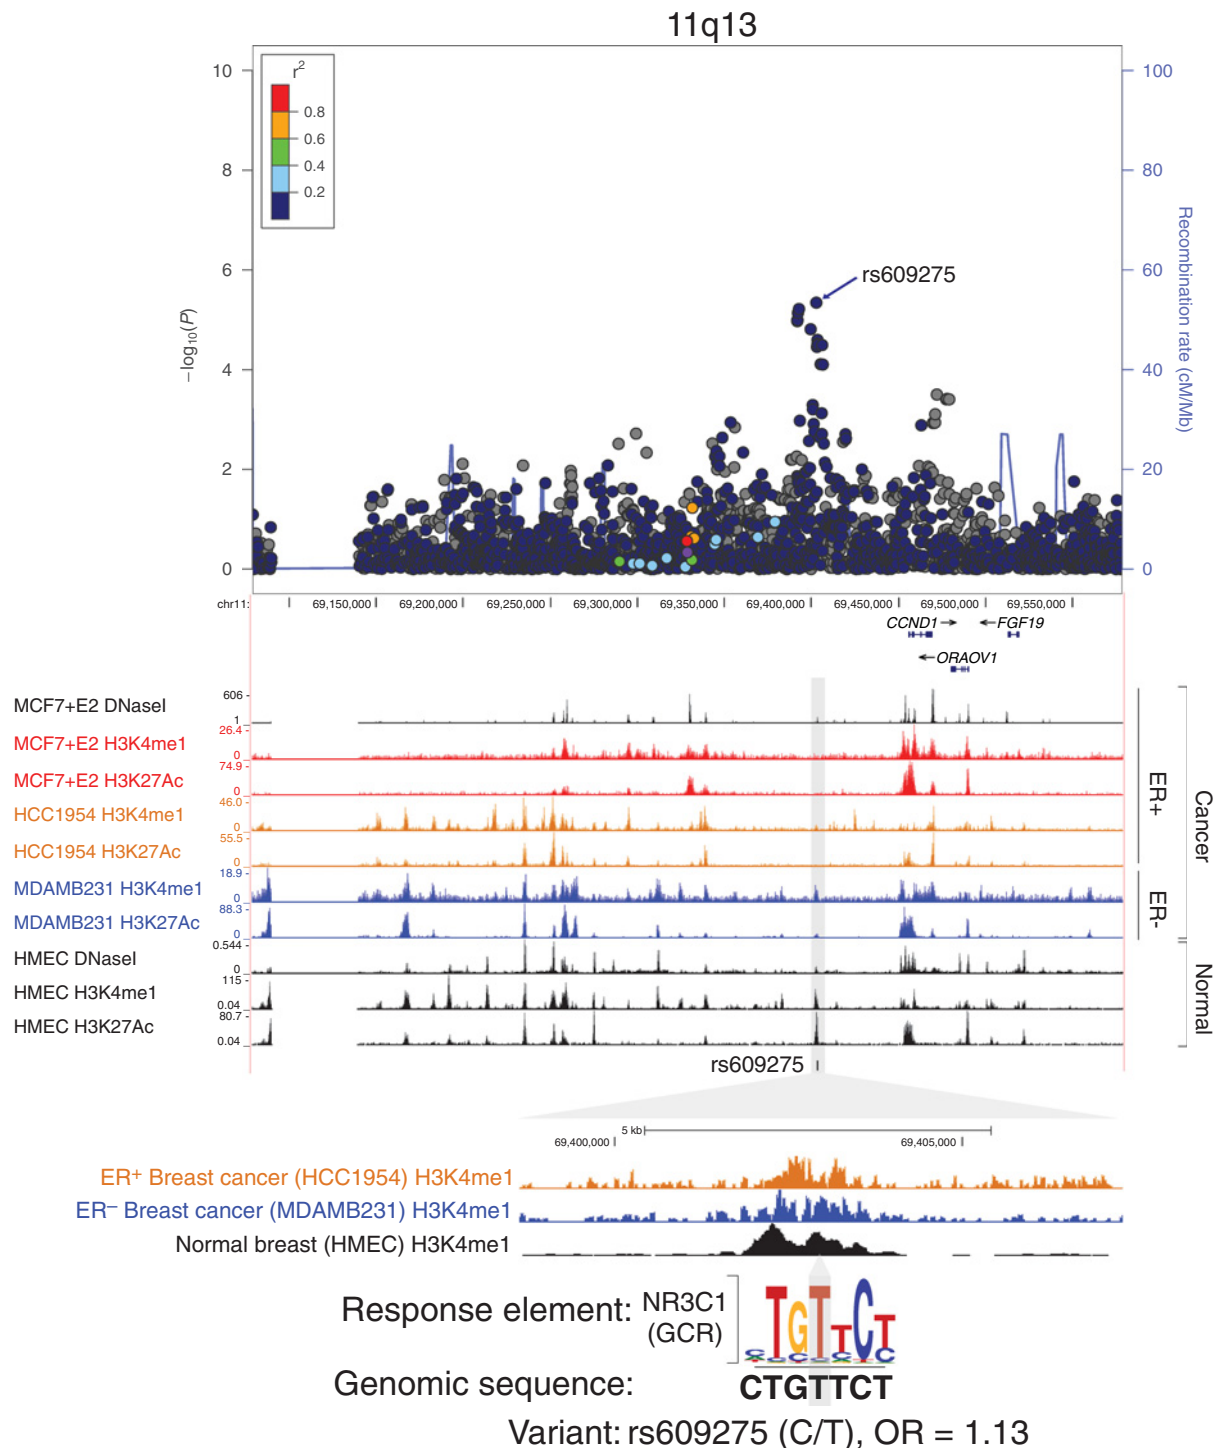 11q13
r2
0.8
0.6
0.4
0.2
10
8
6
4
2
0
−log10(P)
100
80
60
40
20
0
Recombination rate (cM/Mb)
rs609275
chr11: 69,150,000 69,200,000 69,250,000 69,300,000 69,350,000 69,400,000 69,450,000 69,500,000 69,550,000
CCND1 → ← FGF19
← ORAOV1
MCF7+E2 DNaseI 606 1
MCF7+E2 H3K4me1 26.4 0
MCF7+E2 H3K27Ac 74.9 0
HCC1954 H3K4me1 46.0 0
HCC1954 H3K27Ac 55.5 0
MDAMB231 H3K4me1 18.9 0
MDAMB231 H3K27Ac 88.3 0
HMEC DNaseI 0.544 0
HMEC H3K4me1 115 0.04
HMEC H3K27Ac 80.7 0.04
ER+
ER-
Cancer
Normal
rs609275
5 kb
69,400,000 69,405,000
ER+ Breast cancer (HCC1954) H3K4me1
ER− Breast cancer (MDAMB231) H3K4me1
Normal breast (HMEC) H3K4me1
Response element: NR3C1 (GCR) TGTTCT
Genomic sequence: CTGTTCT
Variant: rs609275 (C/T), OR = 1.13